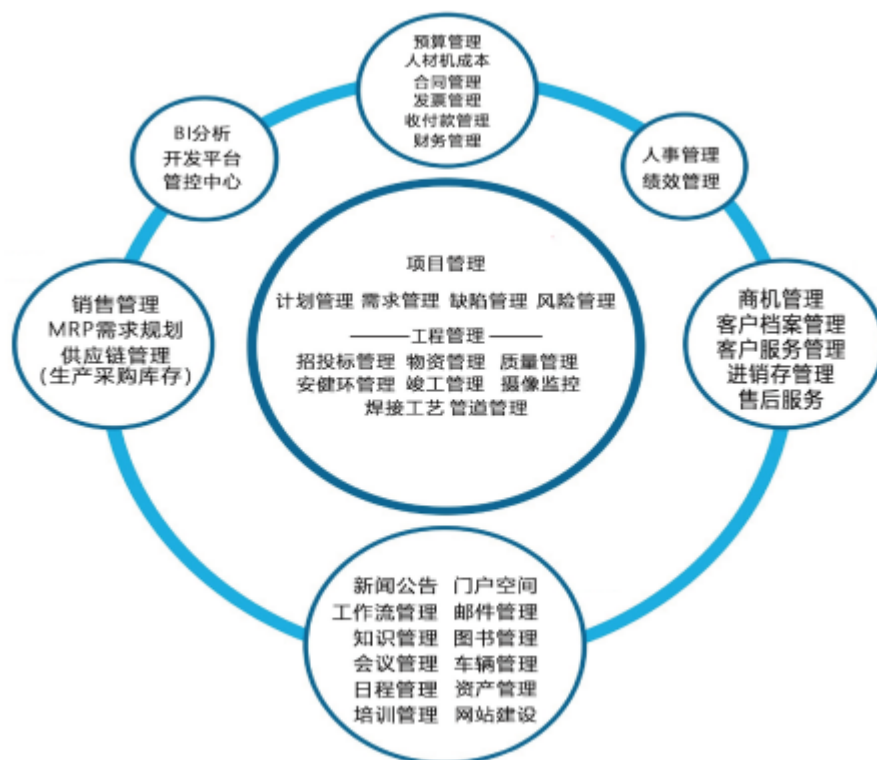 预算管理
人材机成本
合同管理
发票管理
收付款管理
财务管理
BI分析
开发平台
管控中心
人事管理
绩效管理
项目管理
计划管理 需求管理 缺陷管理 风险管理
工程管理
招投标管理 物资管理 质量管理
安健环管理 竣工管理 摄像监控
焊接工艺 管道管理
销售管理
MRP需求规划
供应链管理
(生产采购库存)
商机管理
客户档案管理
客户服务管理
进销存管理
售后服务
新闻公告 门户空间
工作流管理 邮件管理
知识管理 图书管理
会议管理 车辆管理
日程管理 资产管理
培训管理 网站建设